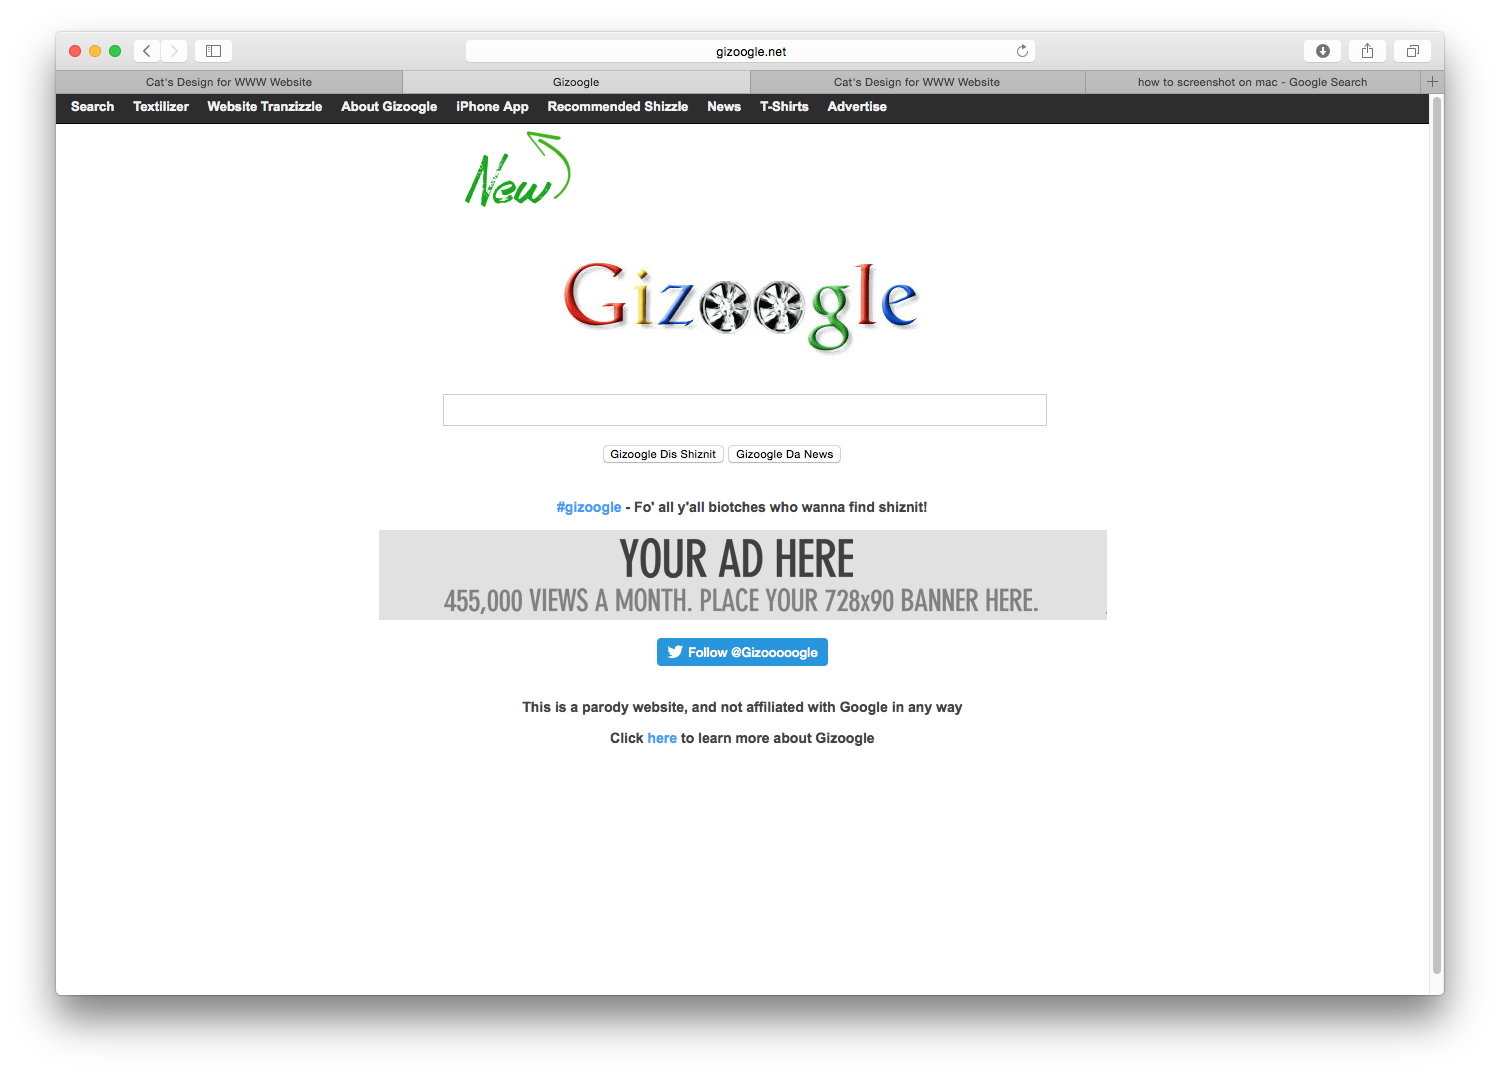 gizoogle.net
Cat's Design for WWW Website
Gizoogle
Cat's Design for WWW Website
how to screenshot on mac - Google Search
Search Textilizer Website Tranzizzle About Gizoogle iPhone App Recommended Shizzle News T-Shirts Advertise
New
Gizoogle
Gizoogle Dis Shiznit Gizoogle Da News
#gizoogle - Fo' all y'all biotches who wanna find shiznit!
YOUR AD HERE
455,000 VIEWS A MONTH. PLACE YOUR 728x90 BANNER HERE.
Follow @Gizooooogle
This is a parody website, and not affiliated with Google in any way
Click here to learn more about Gizoogle